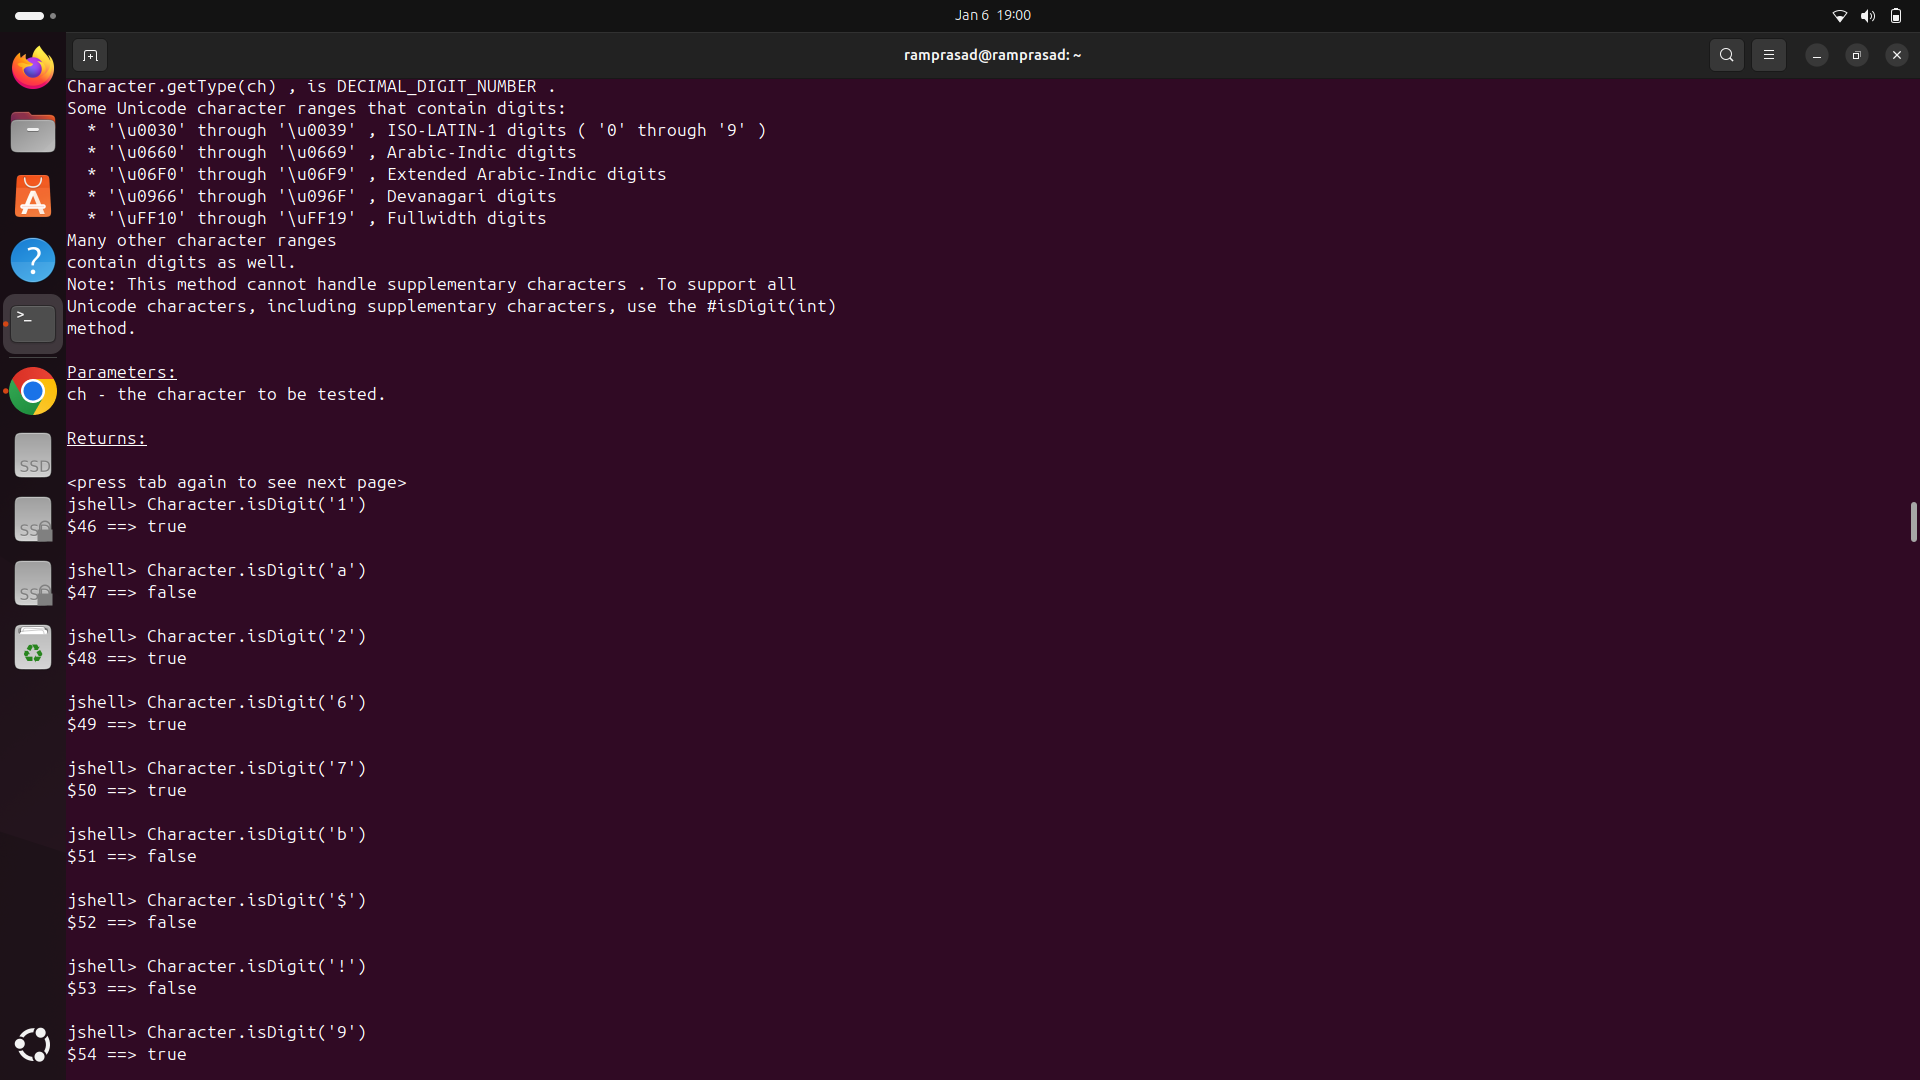 Jan 6 19:00
ramprasad@ramprasad: ~
Character.getType(ch) , is DECIMAL_DIGIT_NUMBER .
Some Unicode character ranges that contain digits:
* '\u0030' through '\u0039' , ISO-LATIN-1 digits ( '0' through '9' )
* '\u0660' through '\u0669' , Arabic-Indic digits
* '\u06F0' through '\u06F9' , Extended Arabic-Indic digits
* '\u0966' through '\u096F' , Devanagari digits
* '\uFF10' through '\uFF19' , Fullwidth digits
Many other character ranges
contain digits as well.
Note: This method cannot handle supplementary characters . To support all
Unicode characters, including supplementary characters, use the #isDigit(int)
method.
Parameters:
ch - the character to be tested.
Returns:
<press tab again to see next page>
jshell> Character.isDigit('1')
$46 ==> true
jshell> Character.isDigit('a')
$47 ==> false
jshell> Character.isDigit('2')
$48 ==> true
jshell> Character.isDigit('6')
$49 ==> true
jshell> Character.isDigit('7')
$50 ==> true
jshell> Character.isDigit('b')
$51 ==> false
jshell> Character.isDigit('$')
$52 ==> false
jshell> Character.isDigit('!')
$53 ==> false
jshell> Character.isDigit('9')
$54 ==> true
?
>_
SSD
SSD
SSD